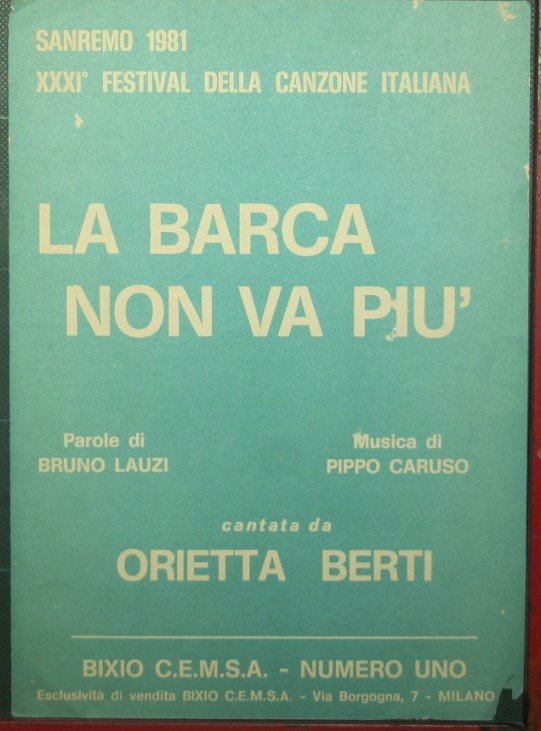 SANREMO 1981
XXXI° FESTIVAL DELLA CANZONE ITALIANA
LA BARCA
NON VA PIU'
Parole di
BRUNO LAUZI
Musica di
PIPPO CARUSO
cantata da
ORIETTA BERTI
BIXIO C.E.M.S.A. - NUMERO UNO
Esclusività di vendita BIXIO C.E.M.S.A. - Via Borgogna, 7 - MILANO